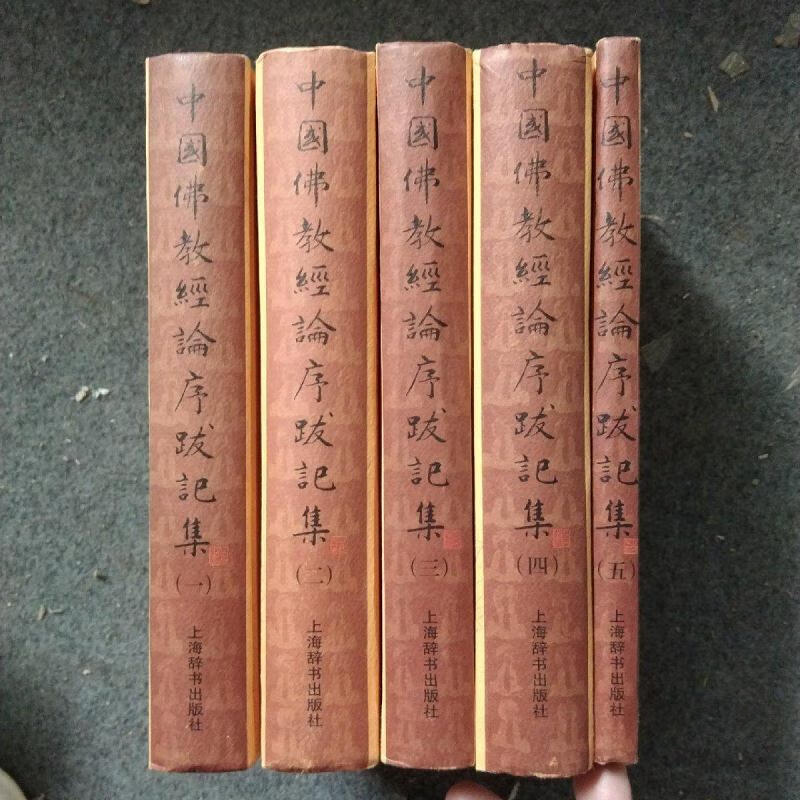 中國佛教經論序跋記集
(一)
上海辞书出版社
中國佛教經論序跋記集
(二)
上海辞书出版社
中國佛教經論序跋記集
(三)
上海辞书出版社
中國佛教經論序跋記集
(四)
上海辞书出版社
中國佛教經論序跋記集
(五)
上海辞书出版社